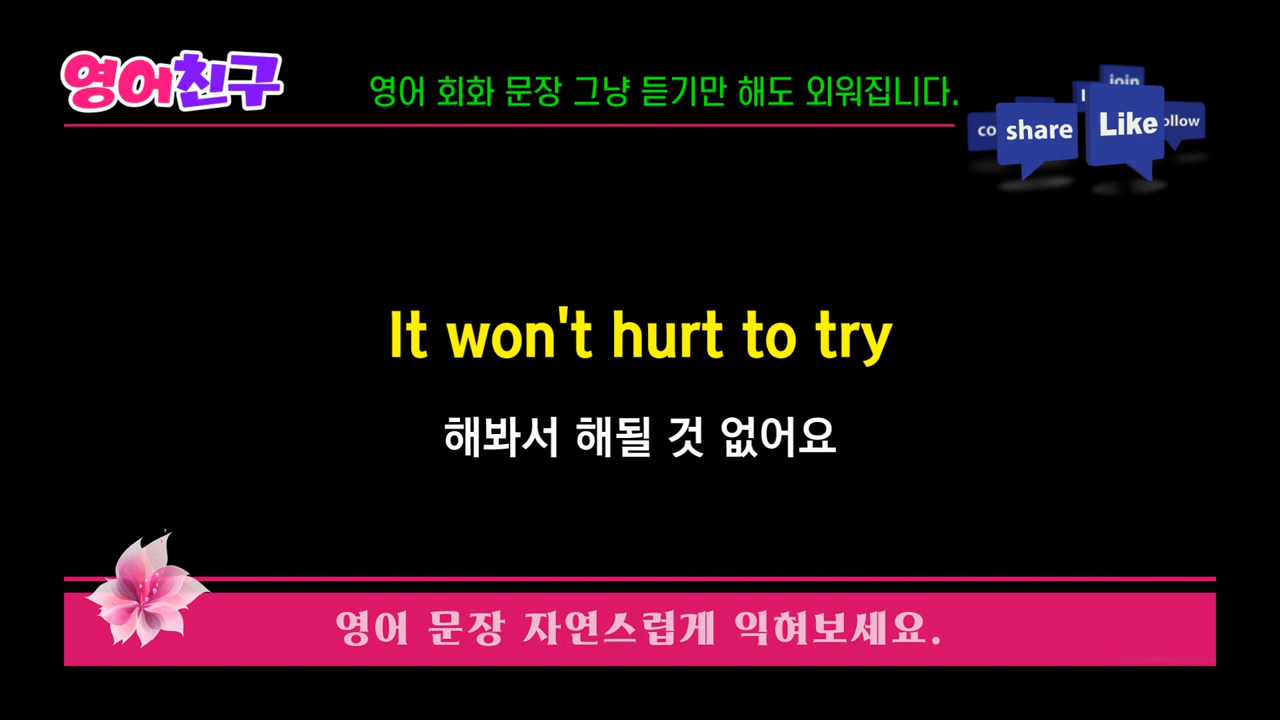 영어친구
영어 회화 문장 그냥 듣기만 해도 외워집니다.
join
co
share
Like
ollow
It won't hurt to try
해봐서 해될 것 없어요
영어 문장 자연스럽게 익혀보세요.